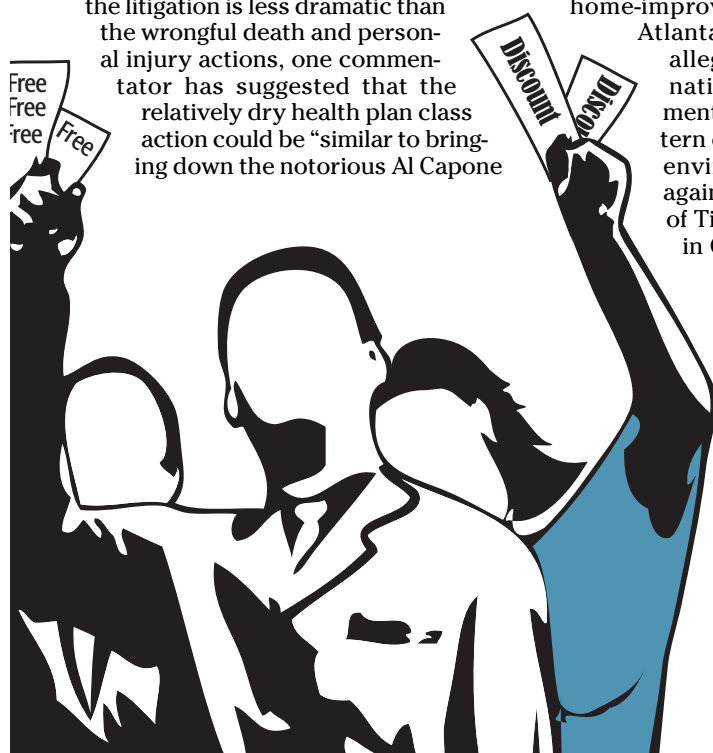 the litigation is less dramatic than
the wrongful death and person-
al injury actions, one commen-
tator has suggested that the
relatively dry health plan class
action could be “similar to bring-
ing down the notorious Al Capone
home-improv
Atlanta
alleg
nati
ment
tern
envi
again
of Ti
in
Free
Free
Free
Free
Discount
Disco